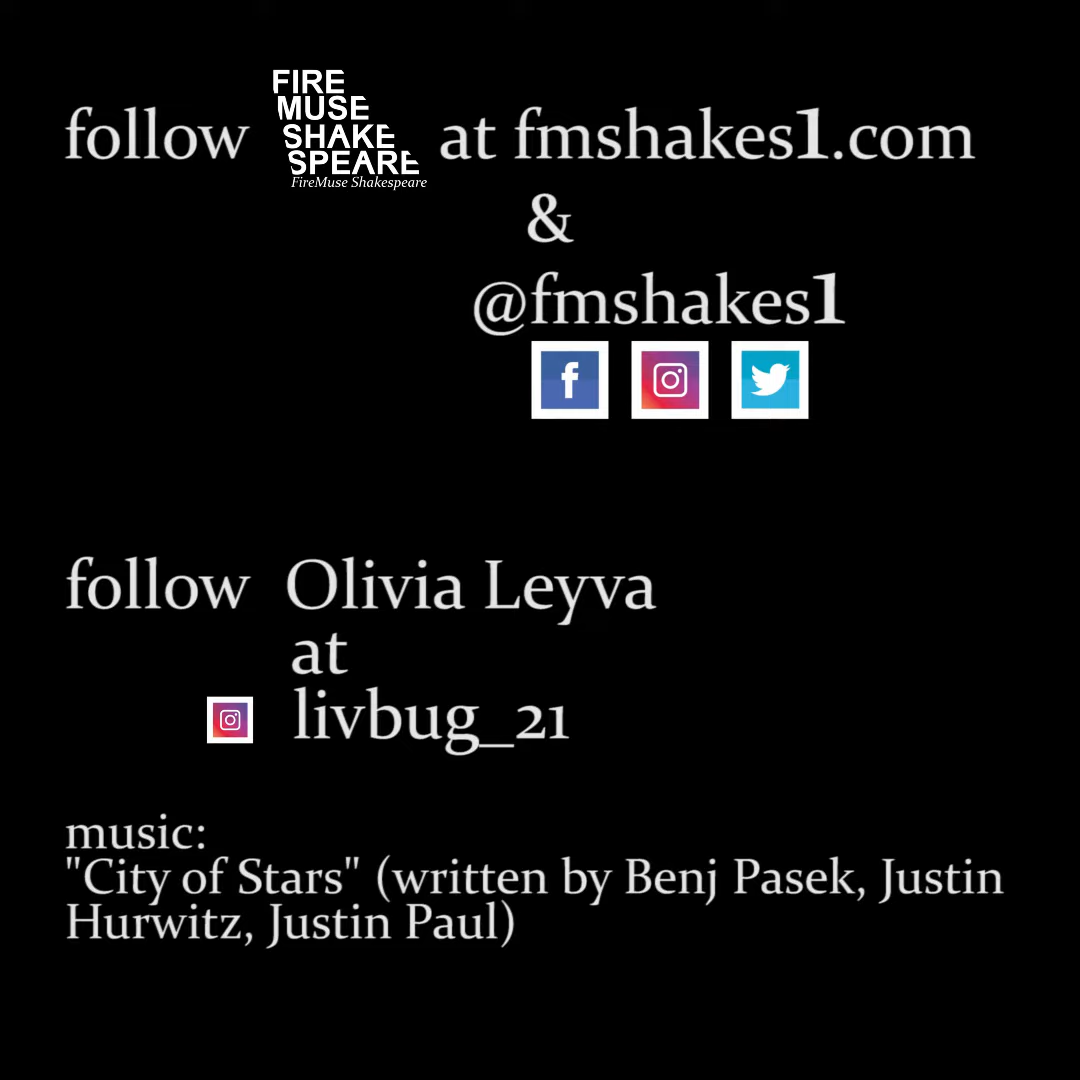 follow FIRE MUSE SHAKE SPEARE at fmshakes1.com
FireMuse Shakespeare
&
@fmshakes1
follow Olivia Leyva
at
livbug_21
music:
"City of Stars" (written by Benj Pasek, Justin
Hurwitz, Justin Paul)